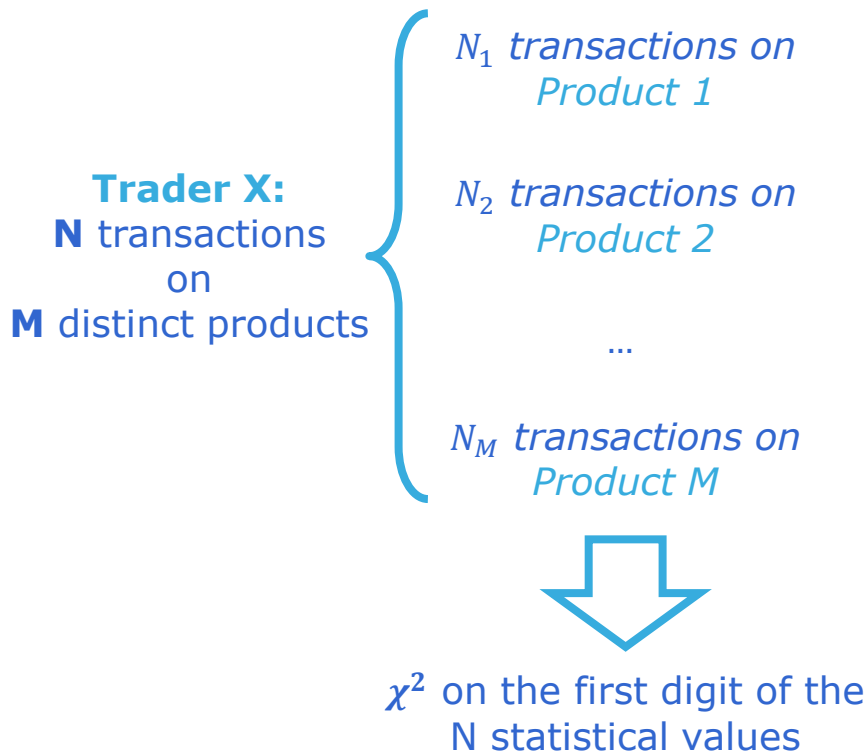 Trader X:
N transactions
on
M distinct products
N₁ transactions on
Product 1
N₂ transactions on
Product 2
...
N_M transactions on
Product M
χ² on the first digit of the
N statistical values